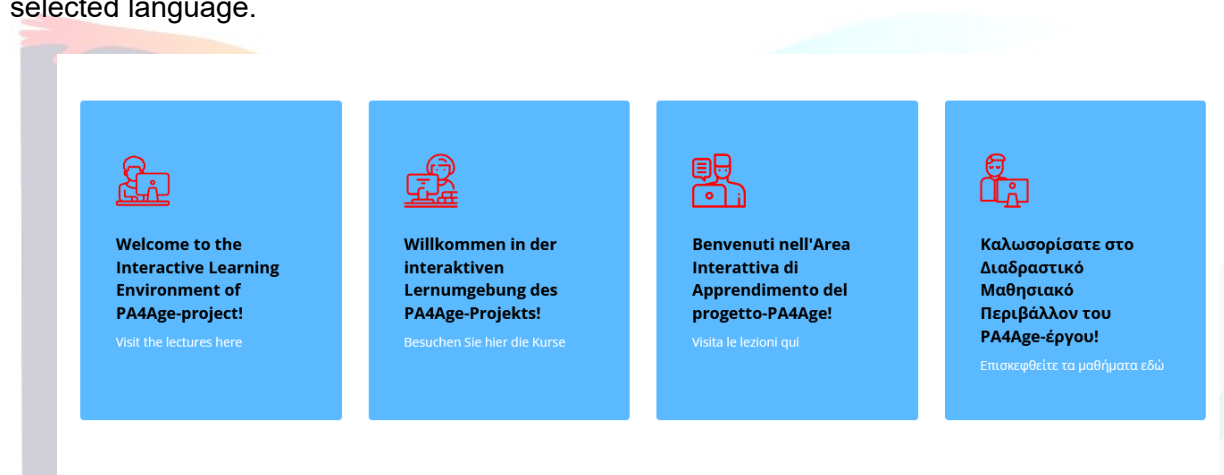 selected language.
Welcome to the
Interactive Learning
Environment of
PA4Age-project!
Visit the lectures here
Willkommen in der
interaktiven
Lernumgebung des
PA4Age-Projekts!
Besuchen Sie hier die Kurse
Benvenuti nell'Area
Interattiva di
Apprendimento del
progetto-PA4Age!
Visita le lezioni qui
Καλωσορίσατε στο
Διαδραστικό
Μαθησιακό
Περιβάλλον του
PA4Age-έργου!
Επισκεφθείτε τα μαθήματα εδώ